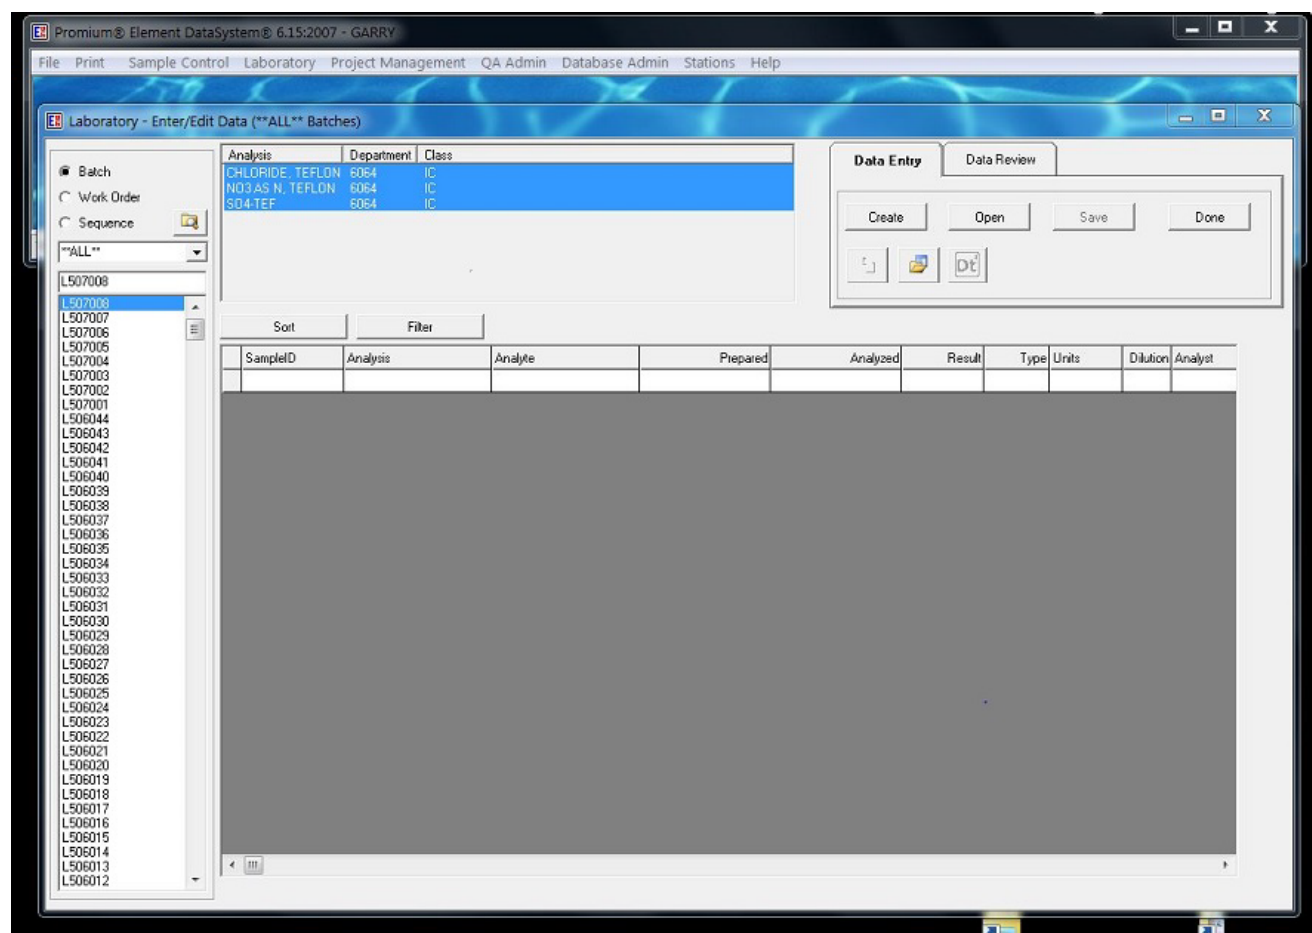 Promium® Element DataSystem® 6.15:2007 - GARRY
File Print Sample Control Laboratory Project Management QA Admin Database Admin Stations Help
Laboratory - Enter/Edit Data (**ALL** Batches)
Batch
Work Order
Sequence
**ALL**
L507008
L507008
L507007
L507006
L507005
L507004
L507003
L507002
L507001
L506044
L506043
L506042
L506041
L506040
L506039
L506038
L506037
L506036
L506035
L506034
L506033
L506032
L506031
L506030
L506029
L506028
L506027
L506026
L506025
L506024
L506023
L506022
L506021
L506020
L506019
L506018
L506017
L506016
L506015
L506014
L506013
L506012
Analysis Department Class
CHLORIDE, TEFLON 6064 IC
NO3 AS N, TEFLON 6064 IC
SO4-TEF 6064 IC
Data Entry Data Review
Create Open Save Done
Dt
Sort Filter
SampleID Analysis Analyte Prepared Analyzed Result Type Units Dilution Analyst